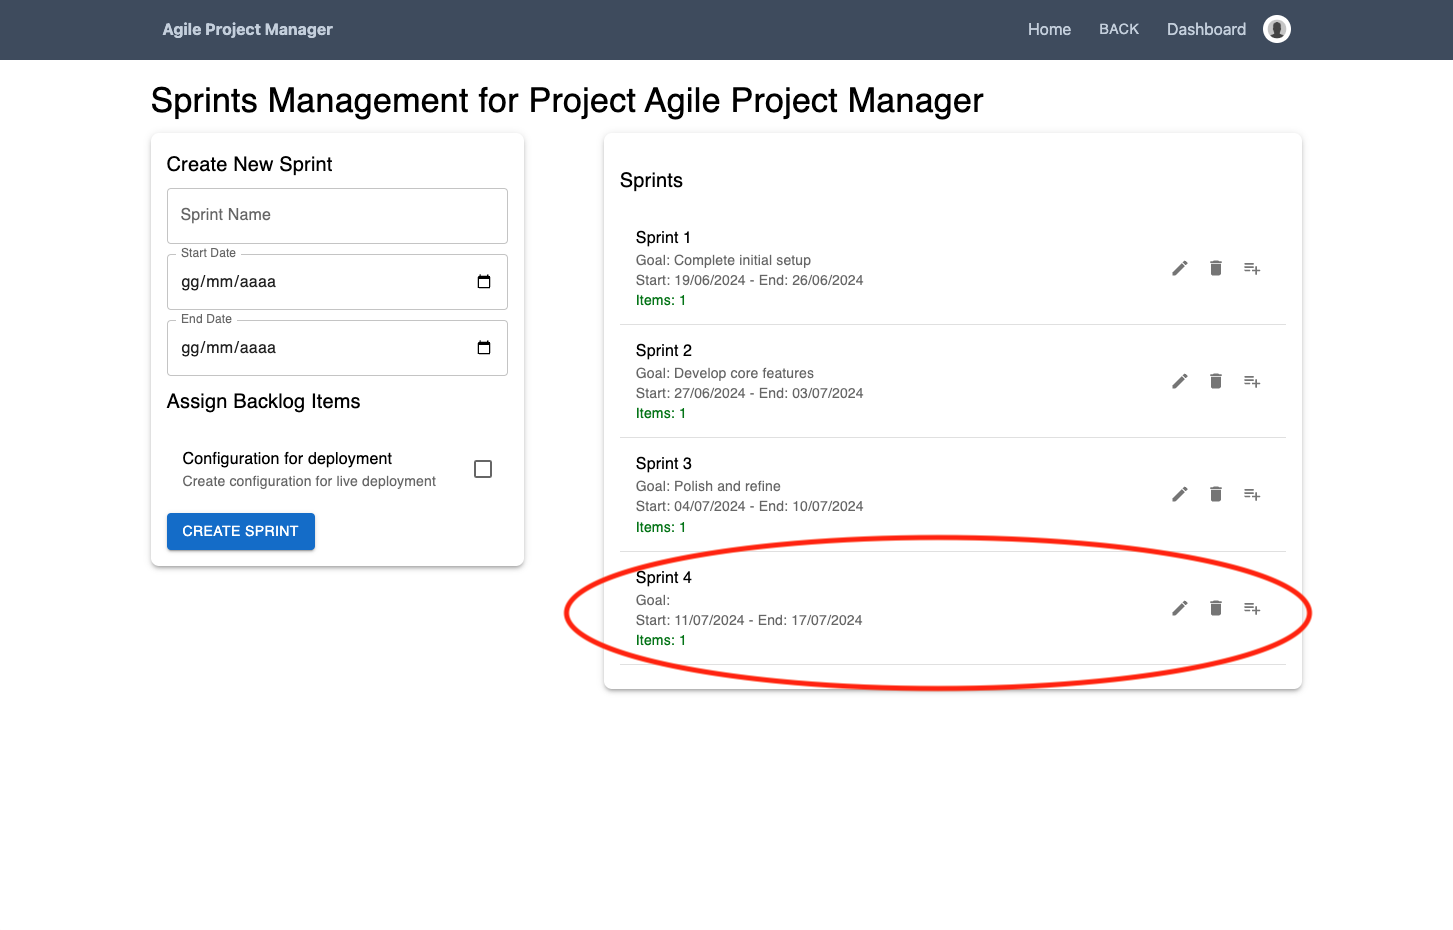 Agile Project Manager
Home BACK Dashboard
Sprints Management for Project Agile Project Manager
Create New Sprint
Sprint Name
Start Date
gg/mm/aaaa
End Date
gg/mm/aaaa
Assign Backlog Items
Configuration for deployment
Create configuration for live deployment
CREATE SPRINT
Sprints
Sprint 1
Goal: Complete initial setup
Start: 19/06/2024 - End: 26/06/2024
Items: 1
Sprint 2
Goal: Develop core features
Start: 27/06/2024 - End: 03/07/2024
Items: 1
Sprint 3
Goal: Polish and refine
Start: 04/07/2024 - End: 10/07/2024
Items: 1
Sprint 4
Goal:
Start: 11/07/2024 - End: 17/07/2024
Items: 1